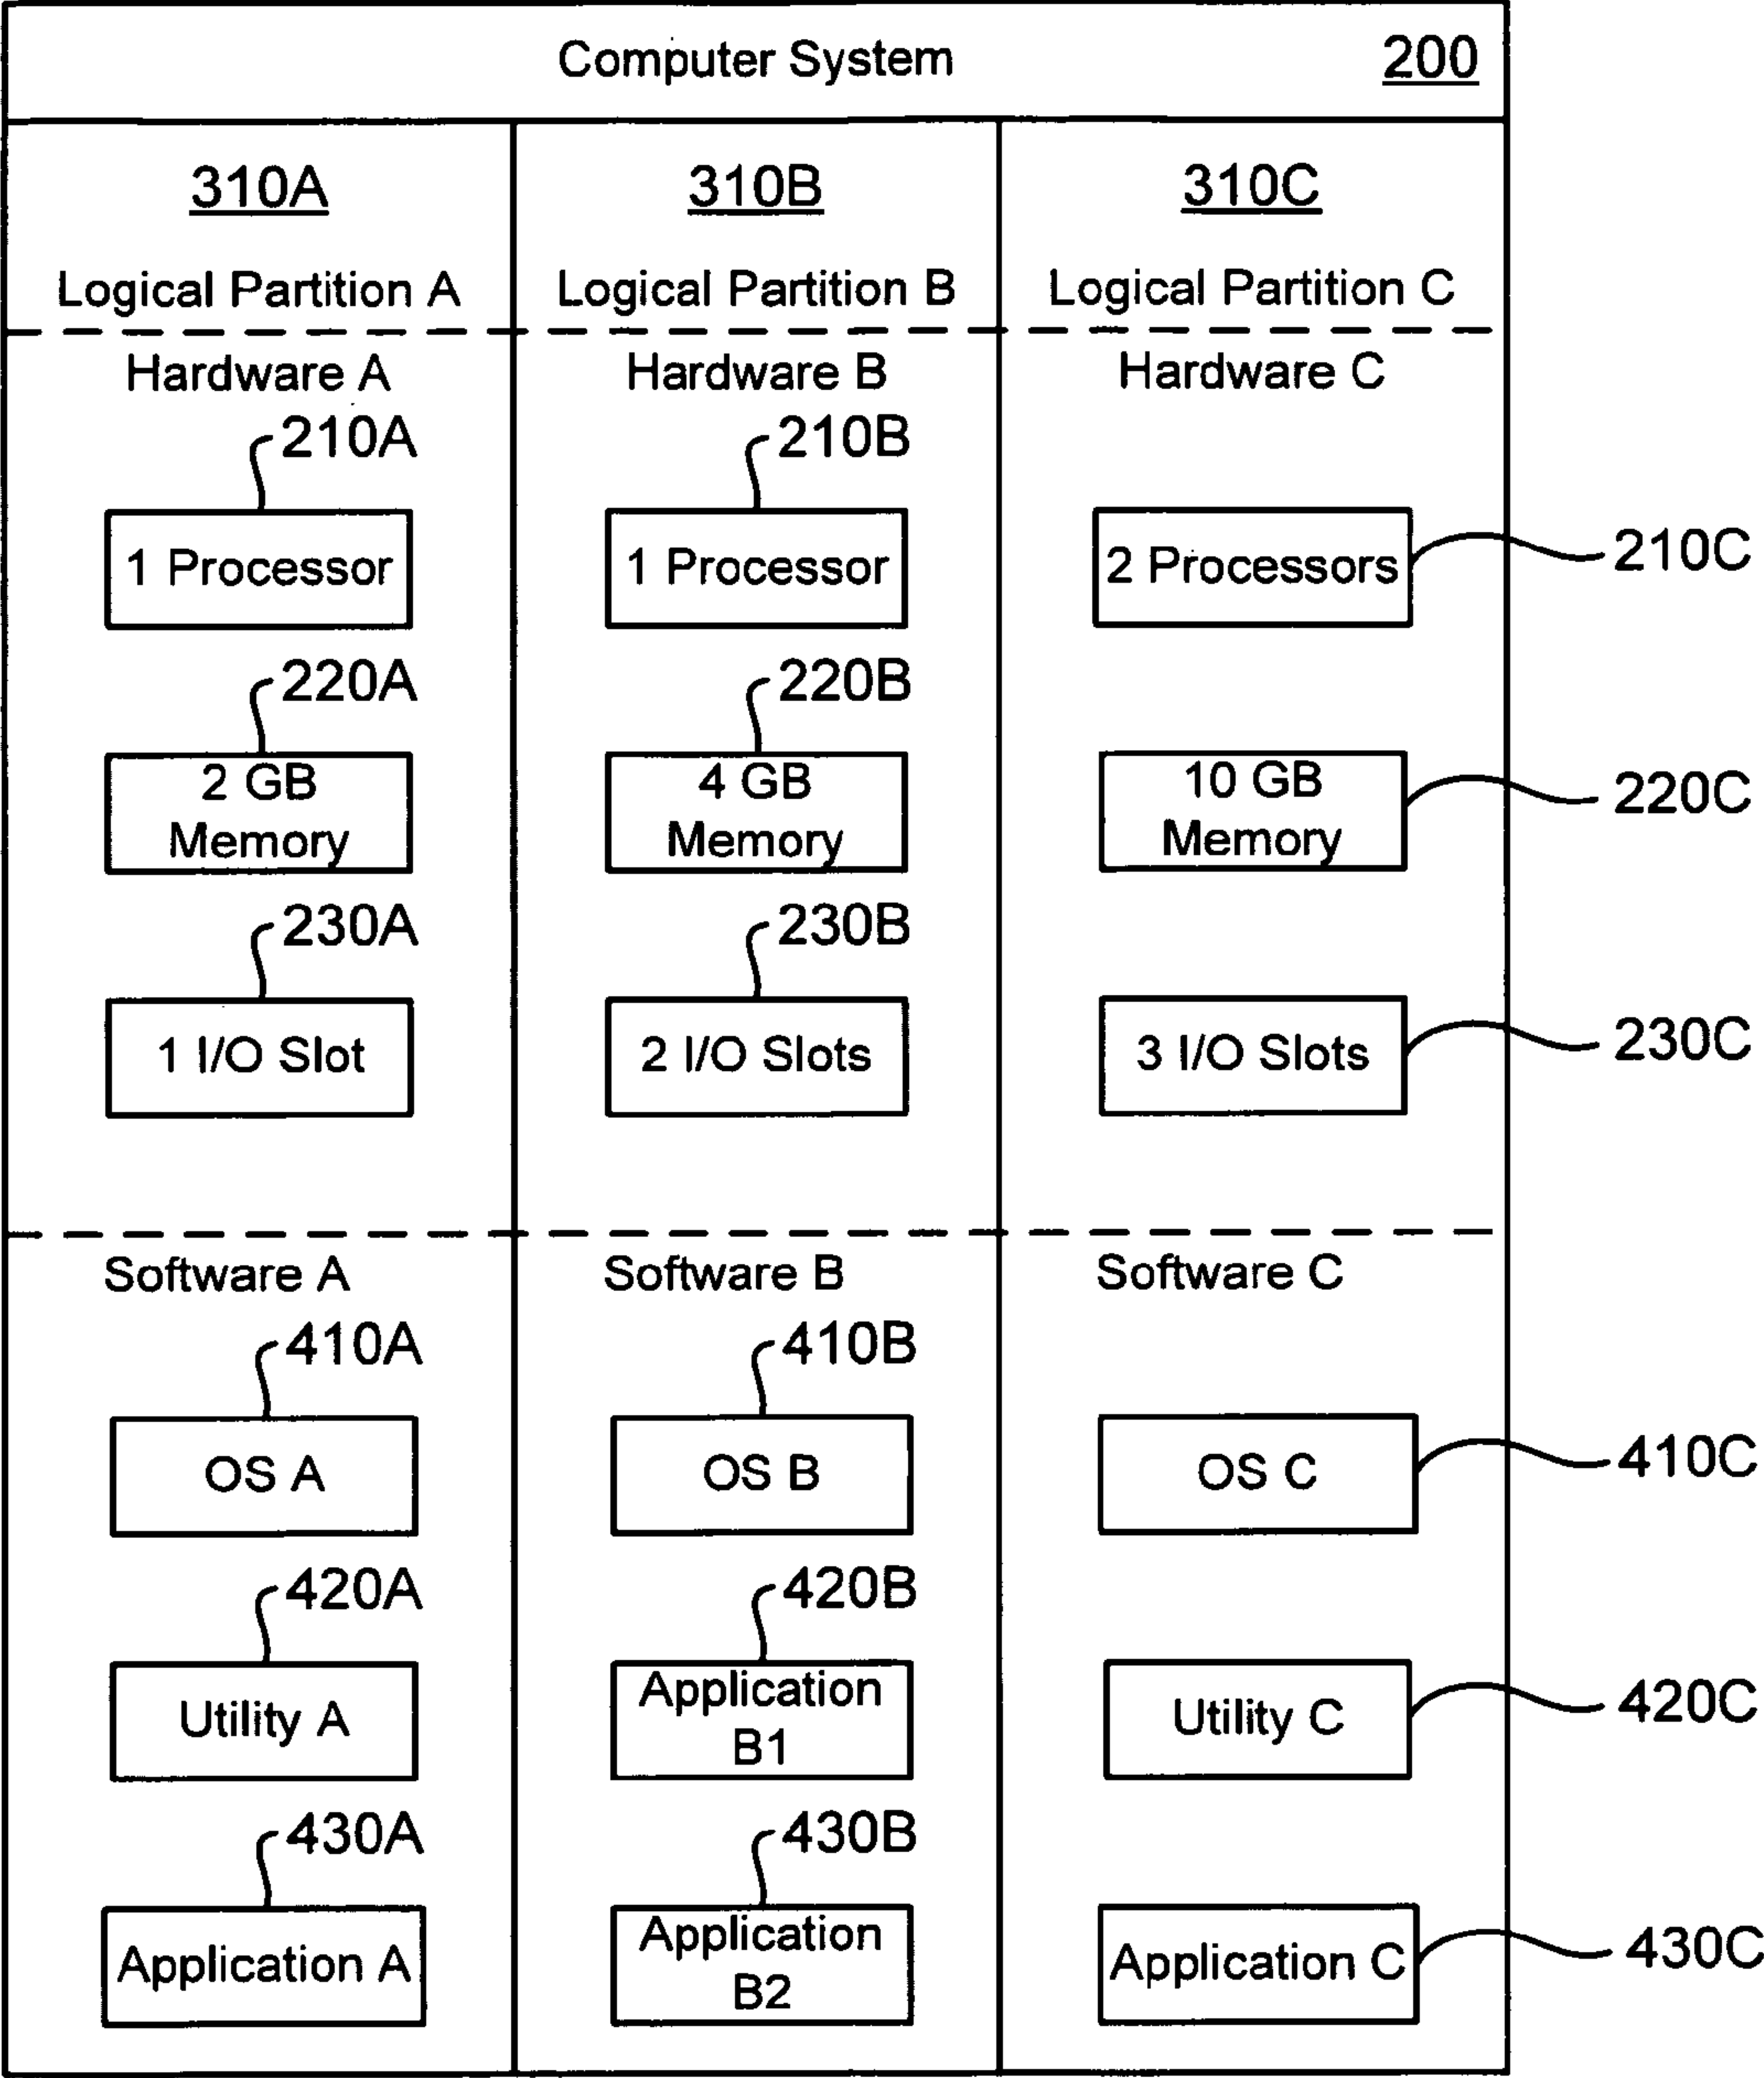 Computer System 200
310A 310B 310C
Logical Partition A Logical Partition B Logical Partition C
Hardware A Hardware B Hardware C
210A 210B
1 Processor 1 Processor 2 Processors 210C
220A 220B
2 GB 4 GB 10 GB
Memory Memory Memory 220C
230A 230B
1 I/O Slot 2 I/O Slots 3 I/O Slots 230C
Software A Software B Software C
410A 410B
OS A OS B OS C 410C
420A 420B
Utility A Application Utility C 420C
B1
430A 430B
Application A Application Application C 430C
B2